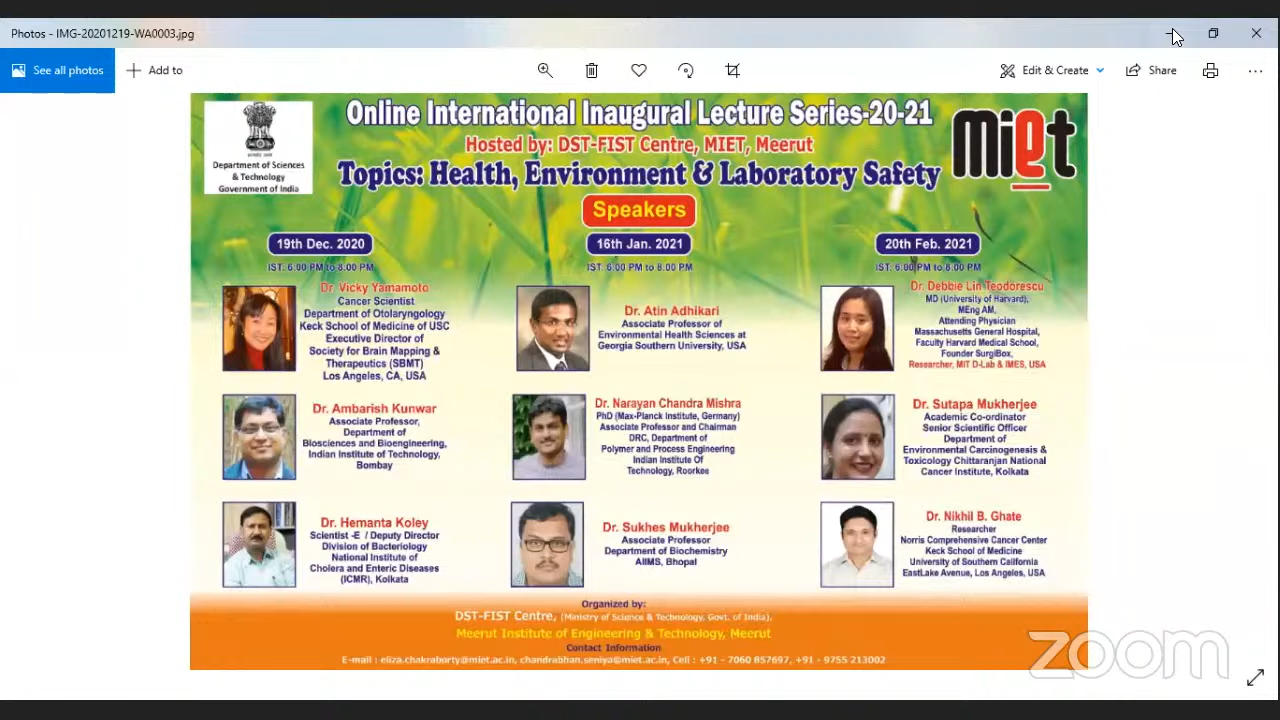 Photos - IMG-20201219-WA0003.jpg
See all photos
Add to
Edit & Create
Share
Department of Sciences
& Technology
Government of India
Online International Inaugural Lecture Series-20-21
Hosted by: DST-FIST Centre, MIET, Meerut
Topics: Health, Environment & Laboratory Safety
miet
Speakers
19th Dec. 2020
IST: 6:00 PM to 8:00 PM
Dr. Vicky Yamamoto
Cancer Scientist
Department of Otolaryngology
Keck School of Medicine of USC
Executive Director of
Society for Brain Mapping &
Therapeutics (SBMT)
Los Angeles, CA, USA
Dr. Ambarish Kunwar
Associate Professor,
Department of
Biosciences and Bioengineering,
Indian Institute of Technology,
Bombay
Dr. Hemanta Koley
Scientist -E / Deputy Director
Division of Bacteriology
National Institute of
Cholera and Enteric Diseases
(ICMR), Kolkata
16th Jan. 2021
IST: 6:00 PM to 8:00 PM
Dr. Atin Adhikari
Associate Professor of
Environmental Health Sciences at
Georgia Southern University, USA
Dr. Narayan Chandra Mishra
PhD (Max-Planck Institute, Germany)
Associate Professor and Chairman
DRC, Department of
Polymer and Process Engineering
Indian Institute Of
Technology, Roorkee
Dr. Sukhes Mukherjee
Associate Professor
Department of Biochemistry
AIIMS, Bhopal
20th Feb. 2021
IST: 6:00 PM to 8:00 PM
Dr. Debbie Lin Teodorescu
MD (University of Harvard),
MEng AM,
Attending Physician
Massachusetts General Hospital,
Faculty Harvard Medical School,
Founder SurgiBox,
Researcher, MIT D-Lab & IMES, USA
Dr. Sutapa Mukherjee
Academic Co-ordinator
Senior Scientific Officer
Department of
Environmental Carcinogenesis &
Toxicology Chittaranjan National
Cancer Institute, Kolkata
Dr. Nikhil B. Ghate
Researcher
Norris Comprehensive Cancer Center
Keck School of Medicine
University of Southern California
EastLake Avenue, Los Angeles, USA
Organized by:
DST-FIST Centre, (Ministry of Science & Technology, Govt. of India),
Meerut Institute of Engineering & Technology, Meerut
Contact Information
E-mail : eliza.chakraborty@miet.ac.in, chandrabhan.seniya@miet.ac.in, Cell : +91 - 7060 857697, +91 - 9755 213002
zoom